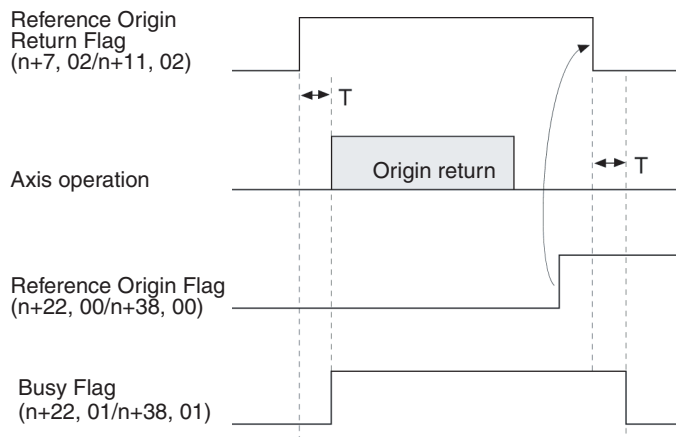 Reference Origin
Return Flag
(n+7, 02/n+11, 02)
T
Axis operation
Origin return
T
Reference Origin Flag
(n+22, 00/n+38, 00)
Busy Flag
(n+22, 01/n+38, 01)